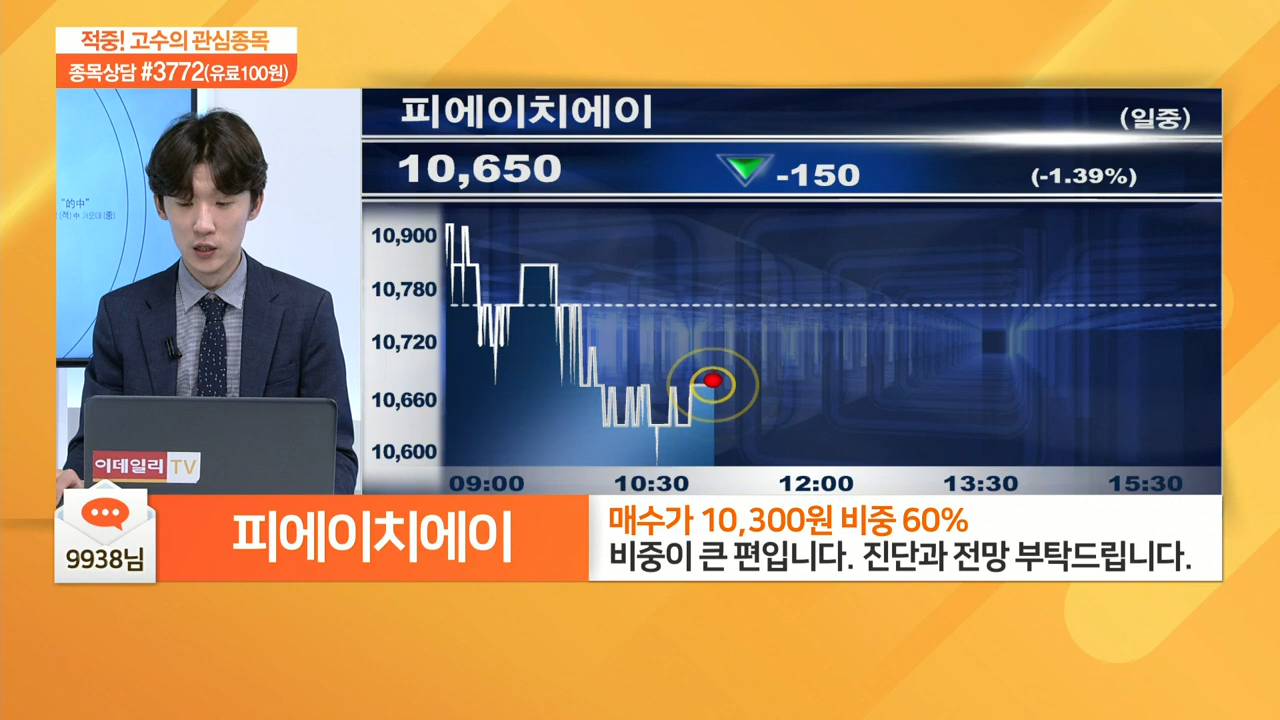 적중! 고수의 관심종목
종목상담 #3772(유료100원)
"的中"
피에이치에이
(일중)
10,650
-150
(-1.39%)
10,900
10,780
10,720
10,660
10,600
09:00
10:30
12:00
13:30
15:30
이데일리 TV
9938님
피에이치에이
매수가 10,300원 비중 60%
비중이 큰 편입니다. 진단과 전망 부탁드립니다.